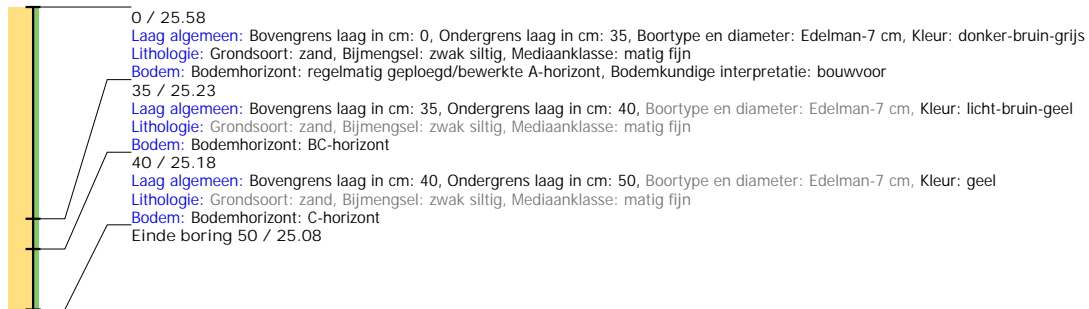 0 / 25.58
Laag algemeen: Bovengrens laag in cm: 0, Ondergrens laag in cm: 35, Boortype en diameter: Edelman-7 cm, Kleur: donker-bruin-grijs
Lithologie: Grondsoort: zand, Bijmengsel: zwak siltig, Mediaanklasse: matig fijn
Bodem: Bodemhorizont: regelmatig geploegd/bewerkte A-horizont, Bodemkundige interpretatie: bouwvoor
35 / 25.23
Laag algemeen: Bovengrens laag in cm: 35, Ondergrens laag in cm: 40, Boortype en diameter: Edelman-7 cm, Kleur: licht-bruin-geel
Lithologie: Grondsoort: zand, Bijmengsel: zwak siltig, Mediaanklasse: matig fijn
Bodem: Bodemhorizont: BC-horizont
40 / 25.18
Laag algemeen: Bovengrens laag in cm: 40, Ondergrens laag in cm: 50, Boortype en diameter: Edelman-7 cm, Kleur: geel
Lithologie: Grondsoort: zand, Bijmengsel: zwak siltig, Mediaanklasse: matig fijn
Bodem: Bodemhorizont: C-horizont
Einde boring 50 / 25.08